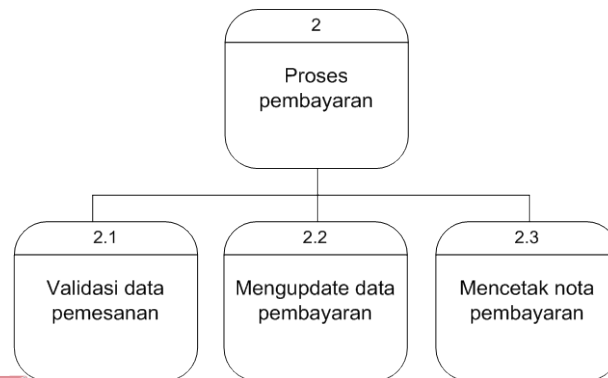 2
Proses
pembayaran
2.1
Validasi data
pemesanan
2.2
Mengupdate data
pembayaran
2.3
Mencetak nota
pembayaran